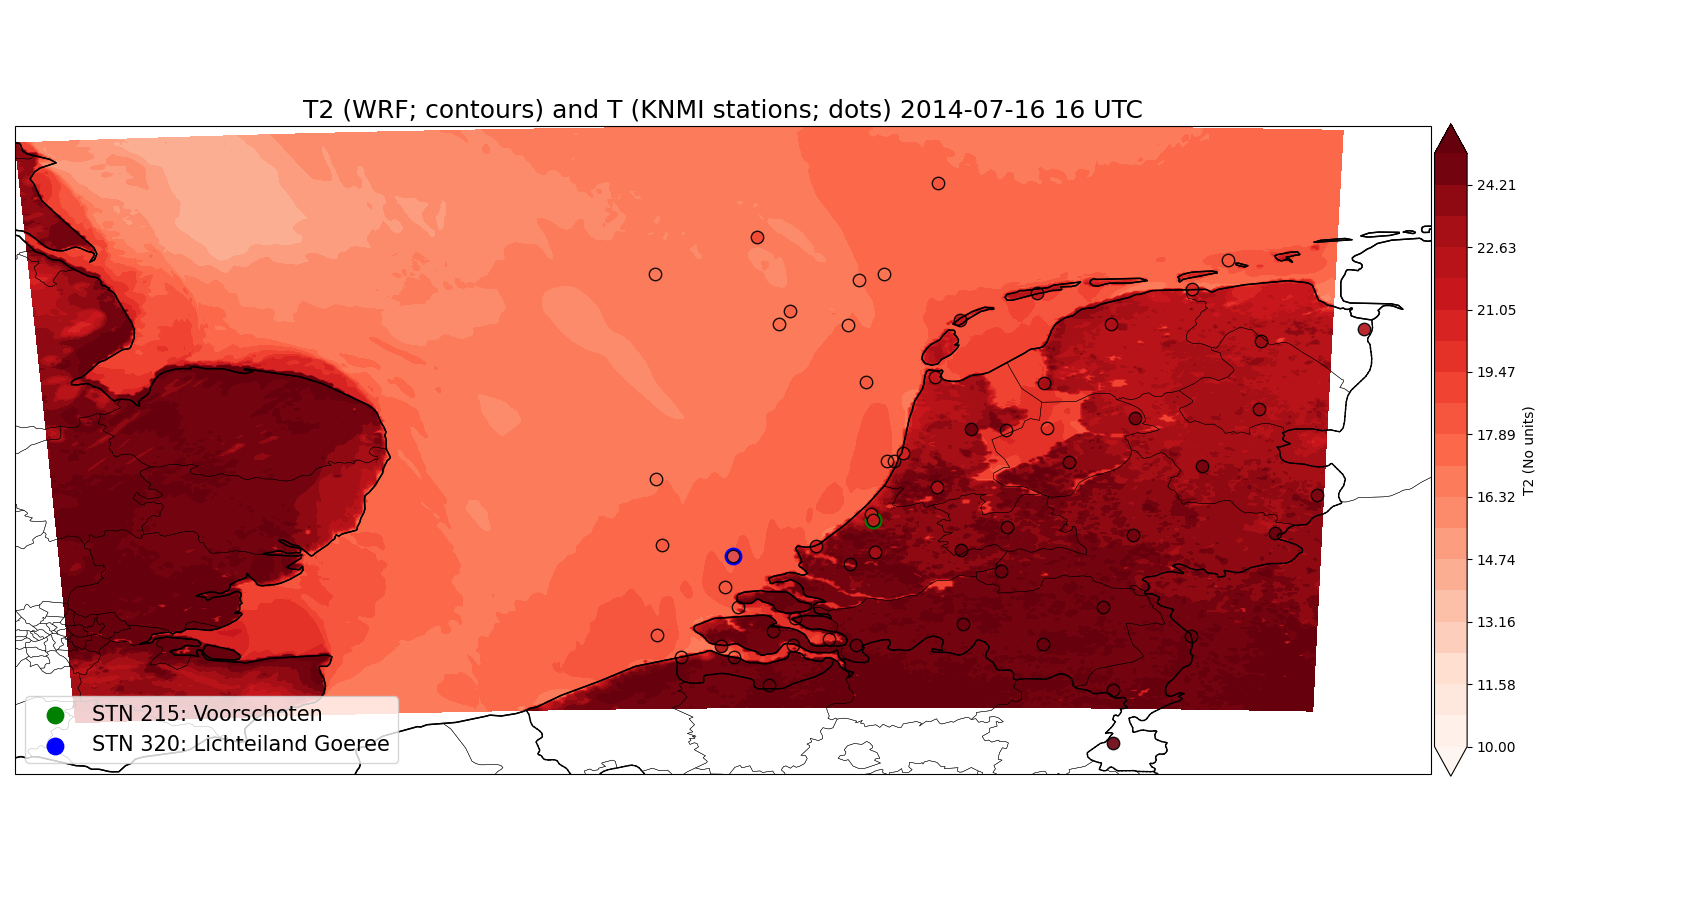 T2 (WRF; contours) and T (KNMI stations; dots) 2014-07-16 16 UTC
24.21
22.63
21.05
19.47
17.89
16.32
14.74
13.16
11.58
10.00
T2 (No units)
STN 215: Voorschoten
STN 320: Lichteiland Goeree